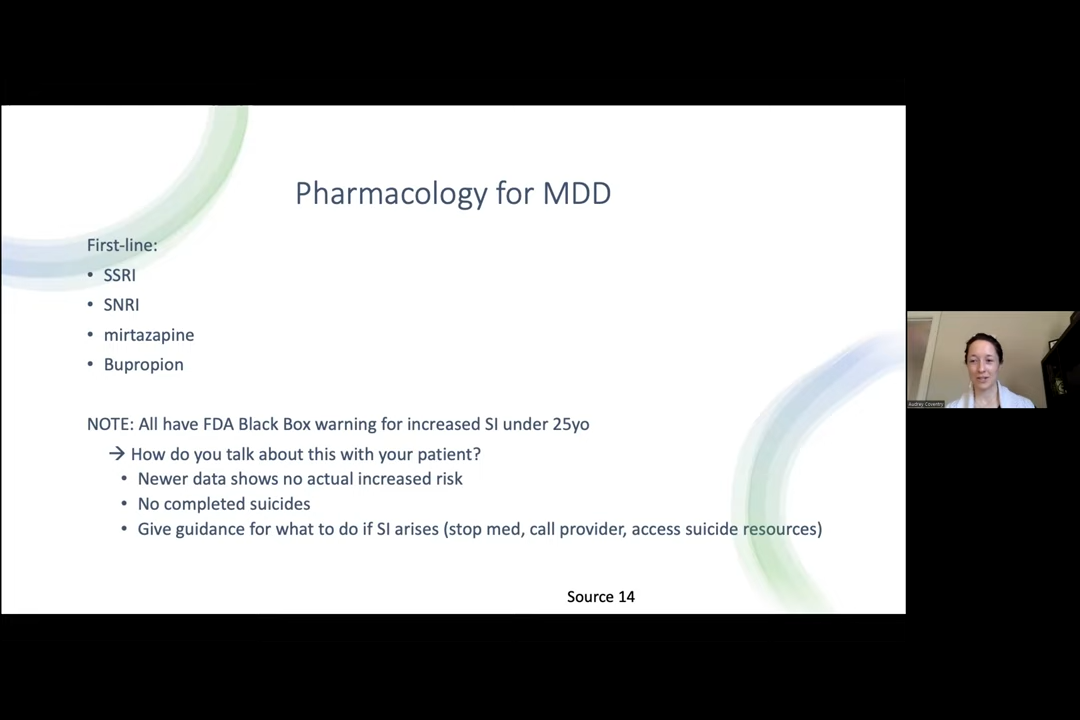 Pharmacology for MDD
First-line:
• SSRI
• SNRI
• mirtazapine
• Bupropion
NOTE: All have FDA Black Box warning for increased SI under 25yo
→ How do you talk about this with your patient?
• Newer data shows no actual increased risk
• No completed suicides
• Give guidance for what to do if SI arises (stop med, call provider, access suicide resources)
Source 14
Audrey Coventry